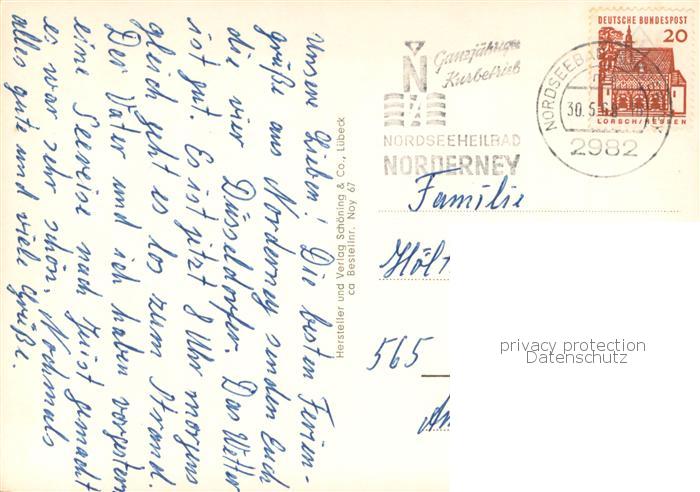 Unsere Lieben! Die besten Ferien-
grüße aus Norderney senden Euch
die vier Düsseldorfer. Das Wetter
ist gut. Es ist jetzt 8 Uhr morgens
gleich geht es los zum Strand.
Der Vater und ich haben vorgestern
eine Seereise nach Juist gemacht
es war sehr schön. Nochmals
alles gute und viele Grüße.
Hersteller und Verlag Schöning & Co., Lübeck
ca Bestellnr. Noy 67
Ganzjähriger
Kurbetrieb
N
NORDSEEHEILBAD
NORDERNEY
NORDSEEBAD
30.5.6
2982
DEUTSCHE BUNDESPOST
20
LORSCH/HESSEN
Familie
Höl
565
privacy protection
Datenschutz